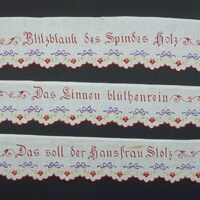 Blitzblank des Spindes Holz
Das Linnen blüthenrein
Das soll der Hausfrau Stolz